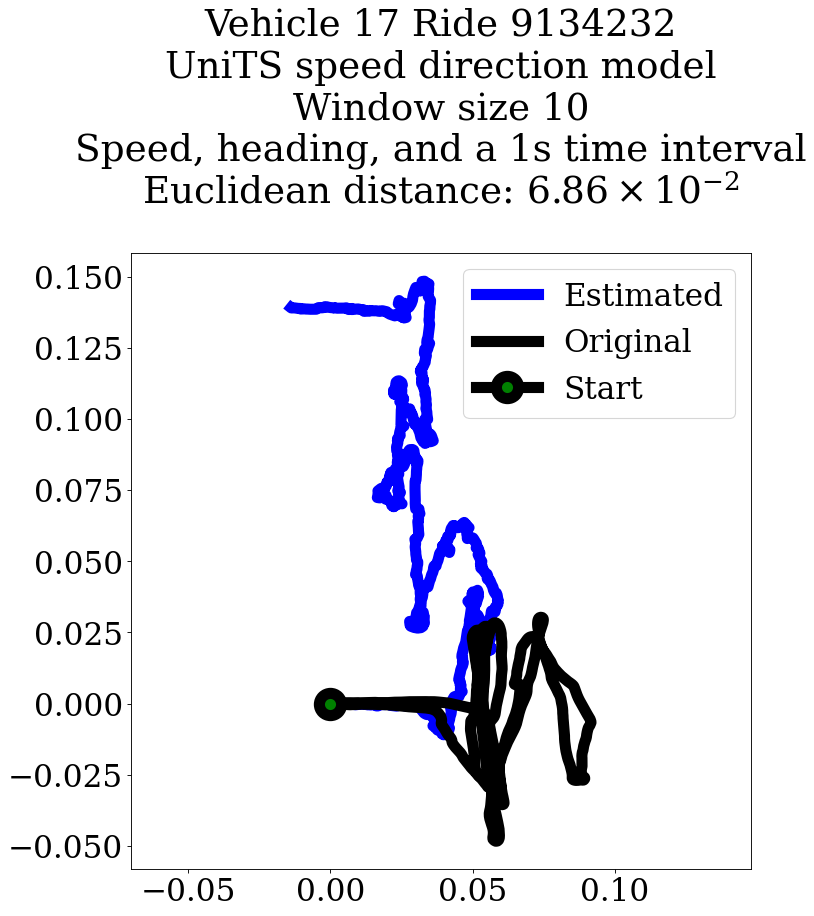 Vehicle 17 Ride 9134232
UniTS speed direction model
Window size 10
Speed, heading, and a 1s time interval
Euclidean distance: 6.86 × 10⁻²
0.150
0.125
0.100
0.075
0.050
0.025
0.000
−0.025
−0.050
Estimated
Original
Start
−0.05 0.00 0.05 0.10